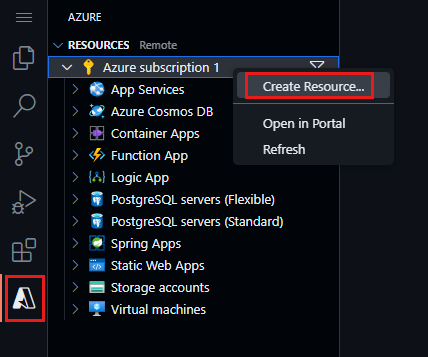 AZURE
RESOURCES Remote
Azure subscription 1
Create Resource...
App Services
Azure Cosmos DB
Open in Portal
Container Apps
Refresh
Function App
Logic App
PostgreSQL servers (Flexible)
PostgreSQL servers (Standard)
Spring Apps
Static Web Apps
Storage accounts
Virtual machines